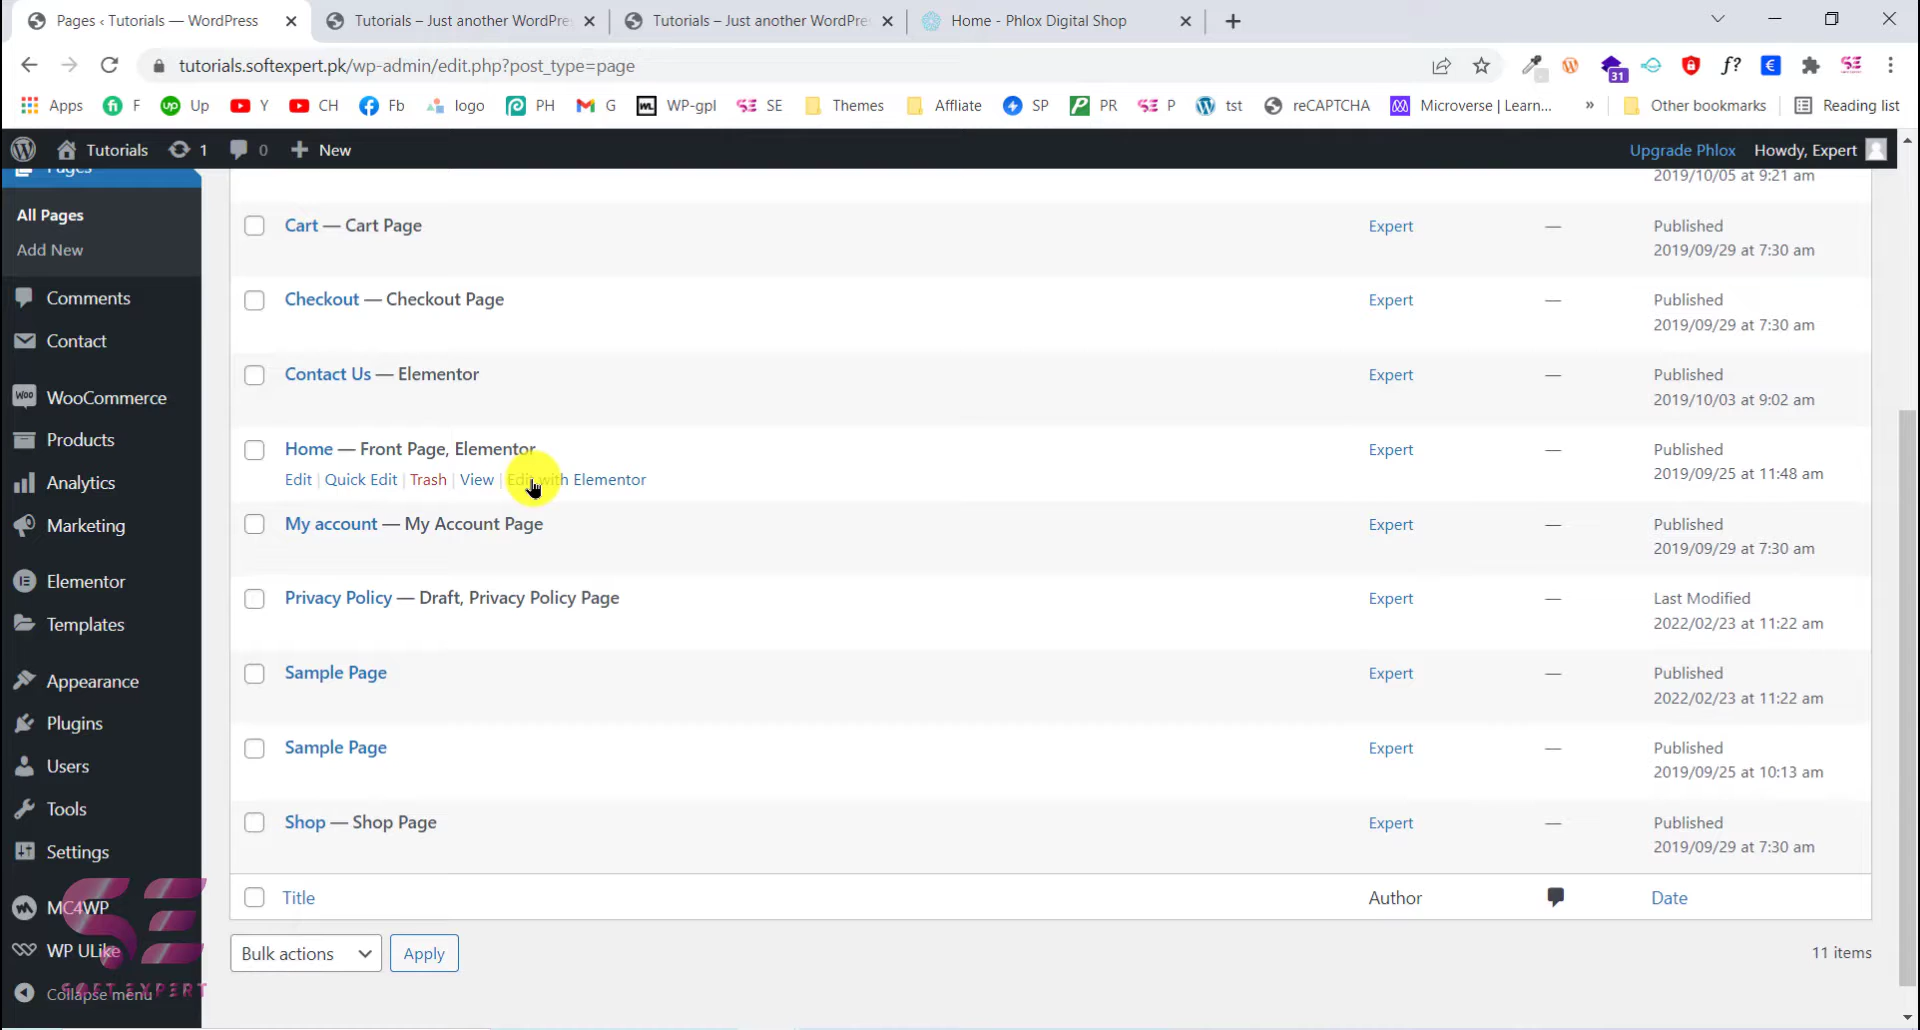 Pages ‹ Tutorials — WordPress
Tutorials – Just another WordPre
Tutorials – Just another WordPre
Home - Phlox Digital Shop
tutorials.softexpert.pk/wp-admin/edit.php?post_type=page
31
f?
Apps
F
Up
Y
CH
Fb
logo
PH
G
WP-gpl
SE
Themes
Affliate
SP
PR
P
tst
reCAPTCHA
Microverse | Learn...
»
Other bookmarks
Reading list
Tutorials
1
0
New
Upgrade Phlox
Howdy, Expert
Pages
All Pages
Add New
Comments
Contact
WooCommerce
Products
Analytics
Marketing
Elementor
Templates
Appearance
Plugins
Users
Tools
Settings
MC4WP
WP ULike
Collapse menu
SOFT EXPERT
2019/10/05 at 9:21 am
Cart — Cart Page
Expert
—
Published
2019/09/29 at 7:30 am
Checkout — Checkout Page
Expert
—
Published
2019/09/29 at 7:30 am
Contact Us — Elementor
Expert
—
Published
2019/10/03 at 9:02 am
Home — Front Page, Elementor
Edit | Quick Edit | Trash | View | Edit with Elementor
Expert
—
Published
2019/09/25 at 11:48 am
My account — My Account Page
Expert
—
Published
2019/09/29 at 7:30 am
Privacy Policy — Draft, Privacy Policy Page
Expert
—
Last Modified
2022/02/23 at 11:22 am
Sample Page
Expert
—
Published
2022/02/23 at 11:22 am
Sample Page
Expert
—
Published
2019/09/25 at 10:13 am
Shop — Shop Page
Expert
—
Published
2019/09/29 at 7:30 am
Title
Author
Date
Bulk actions
Apply
11 items